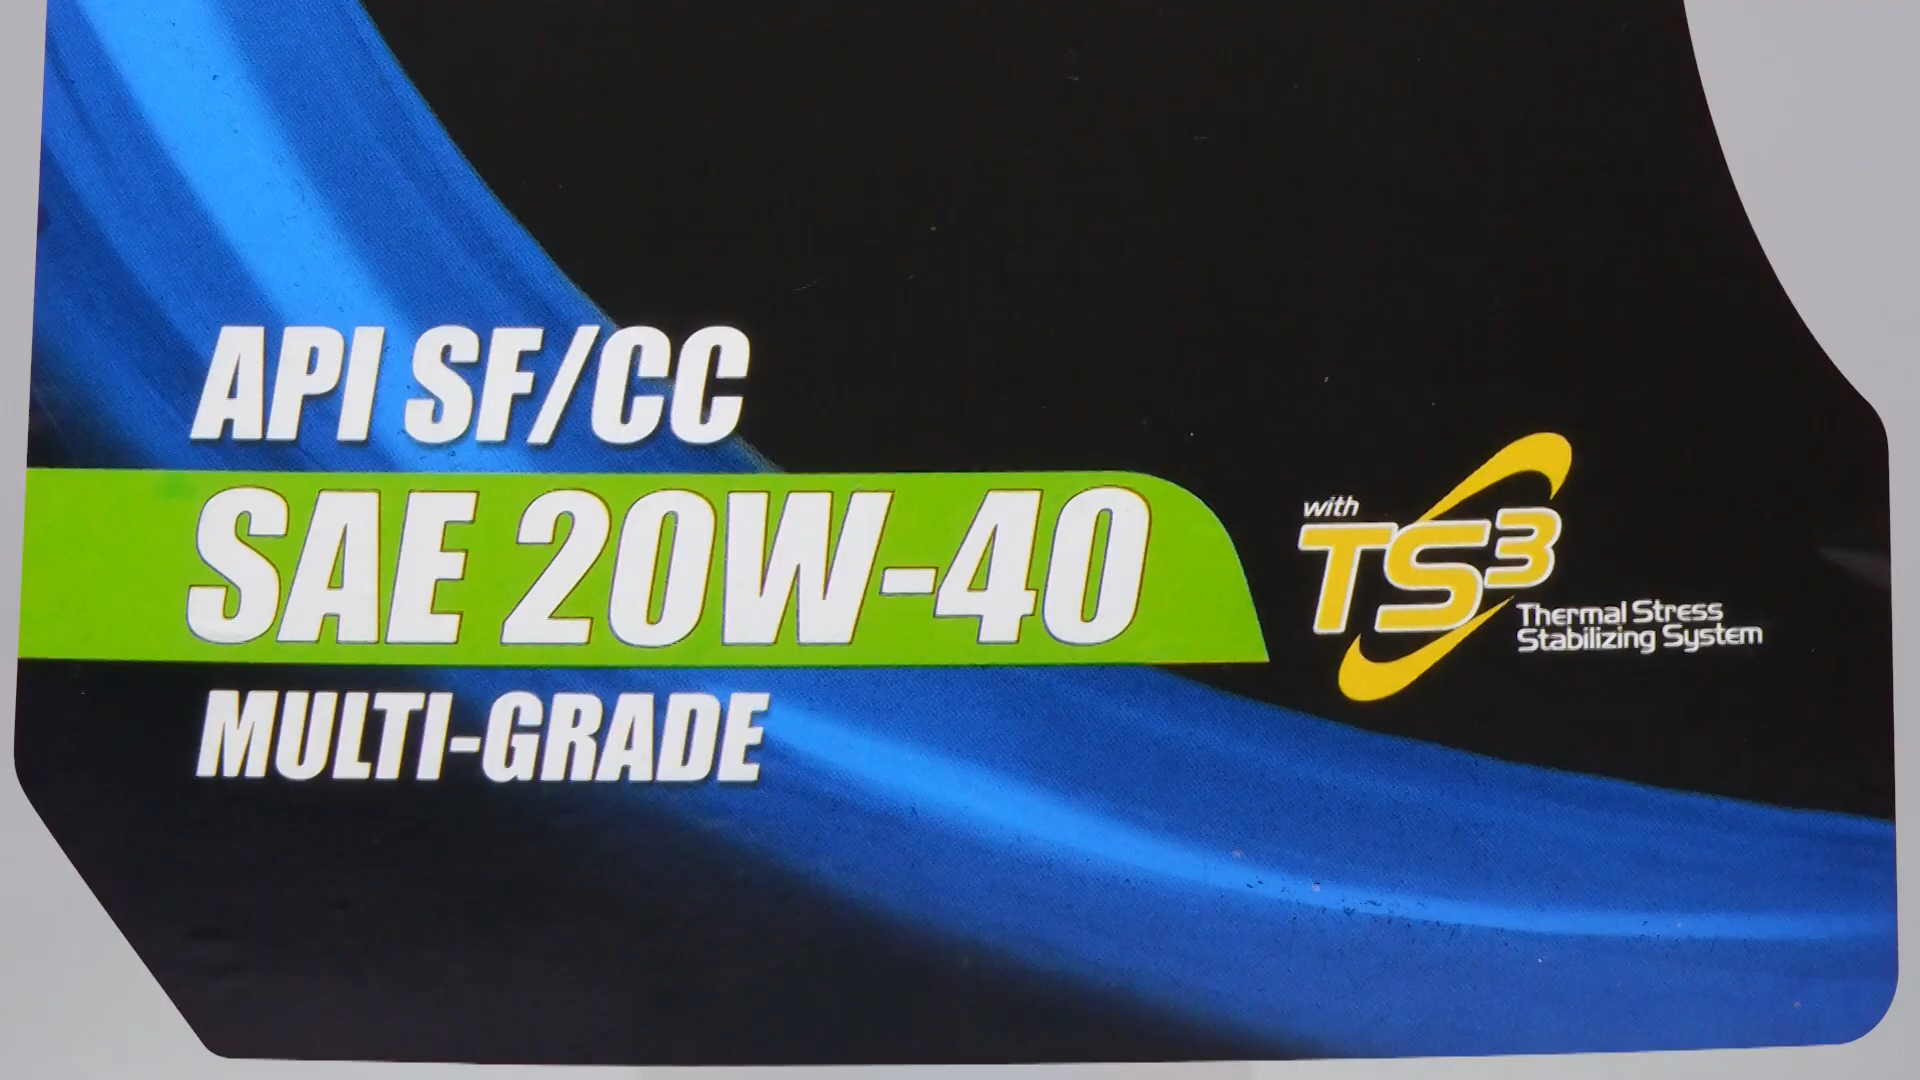 API SF/CC
SAE 20W-40
MULTI-GRADE
with
TS3
Thermal Stress
Stabilizing System